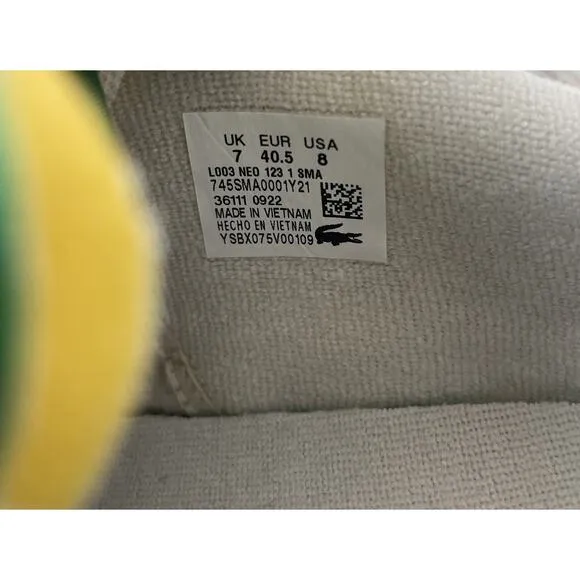 UK EUR USA
7 40.5 8
L003 NEO 123 1 SMA
745SMA0001Y21
36111 0922
MADE IN VIETNAM
HECHO EN VIETNAM
YSBX075V00109